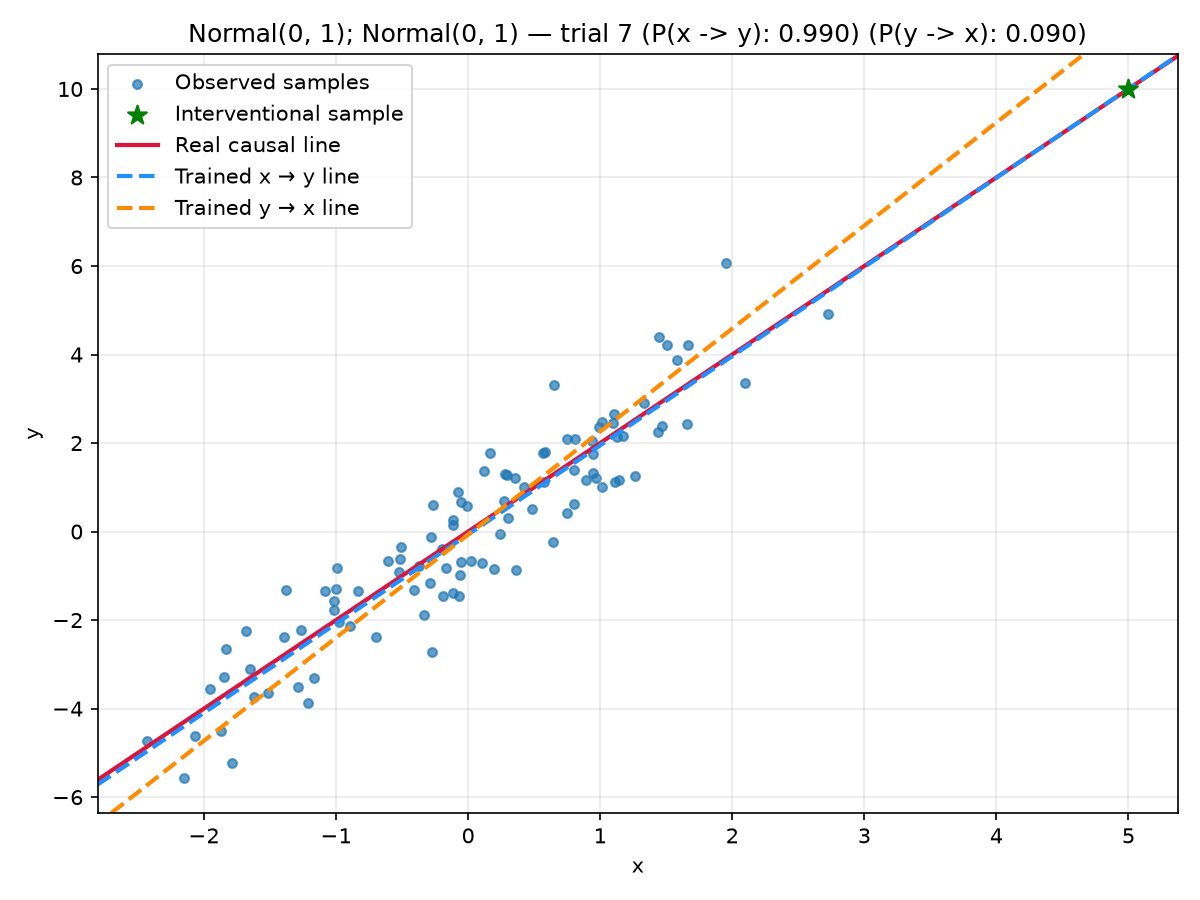 Normal(0, 1); Normal(0, 1) — trial 7 (P(x -> y): 0.990) (P(y -> x): 0.090)
Observed samples
Interventional sample
Real causal line
Trained x → y line
Trained y → x line
10
8
6
4
2
0
−2
−4
−6
y
−2 −1 0 1 2 3 4 5
x